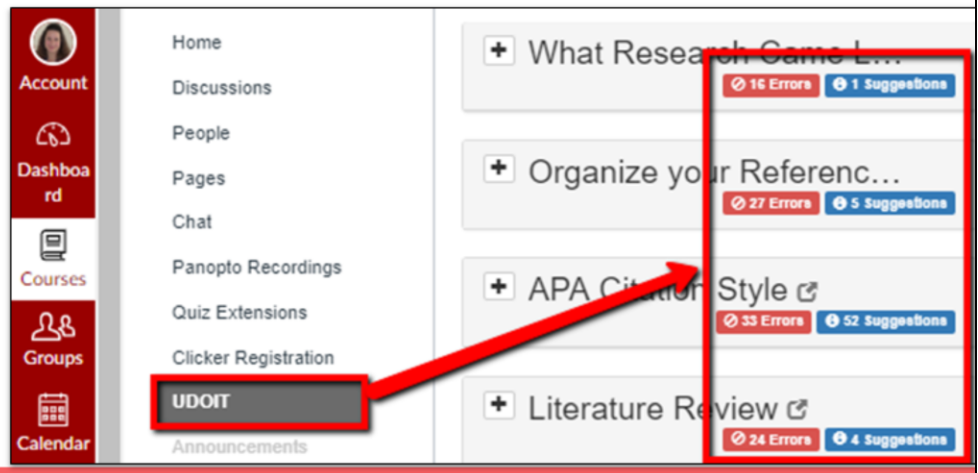 Account
Dashboa
rd
Courses
Groups
Calendar
Home
Discussions
People
Pages
Chat
Panopto Recordings
Quiz Extensions
Clicker Registration
UDOIT
Announcements
What Research Came L...
16 Errors 1 Suggestions
Organize your Referenc...
27 Errors 5 Suggestions
APA Citation Style
33 Errors 52 Suggestions
Literature Review
24 Errors 4 Suggestions